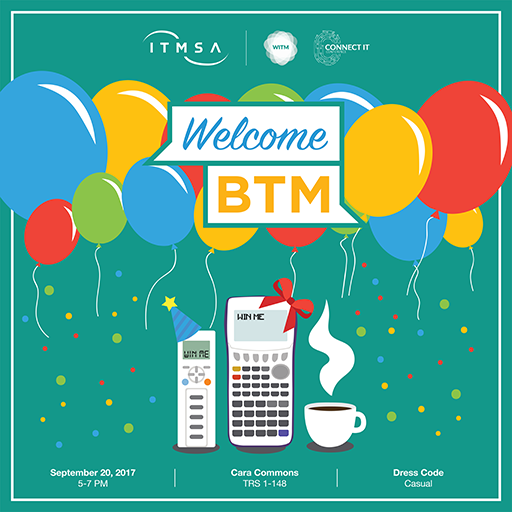 ITMSA
WITM
CONNECT IT
CONFERENCE
Welcome
BTM
WIN ME
WIN ME
September 20, 2017
5-7 PM
Cara Commons
TRS 1-148
Dress Code
Casual